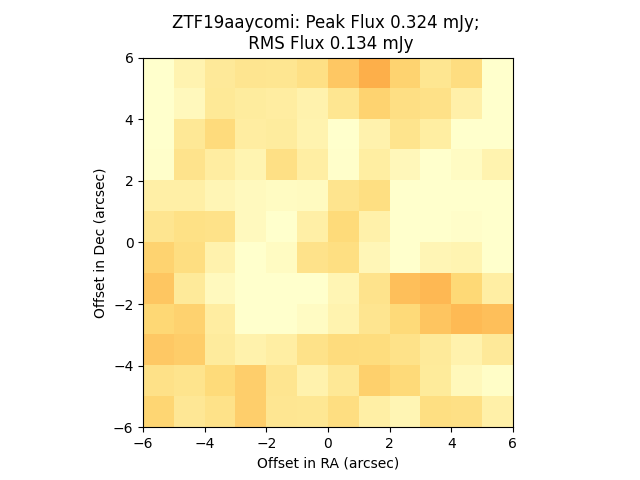 ZTF19aaycomi: Peak Flux 0.324 mJy;
RMS Flux 0.134 mJy
6
4
2
0
−2
−4
−6
Offset in Dec (arcsec)
−6 −4 −2 0 2 4 6
Offset in RA (arcsec)